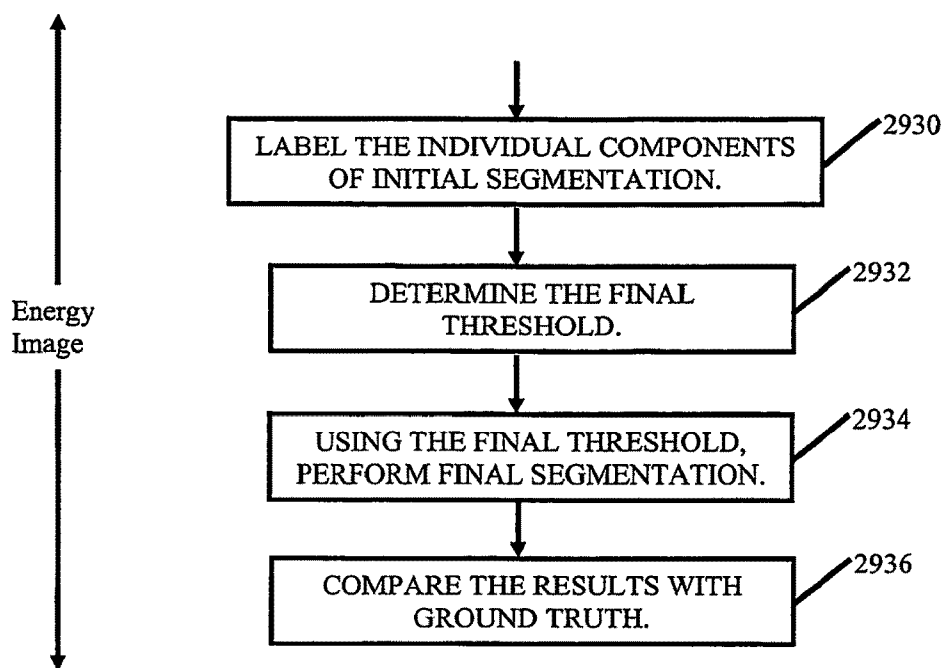 2930
LABEL THE INDIVIDUAL COMPONENTS
OF INITIAL SEGMENTATION.
2932
DETERMINE THE FINAL
THRESHOLD.
Energy
Image
2934
USING THE FINAL THRESHOLD,
PERFORM FINAL SEGMENTATION.
2936
COMPARE THE RESULTS WITH
GROUND TRUTH.